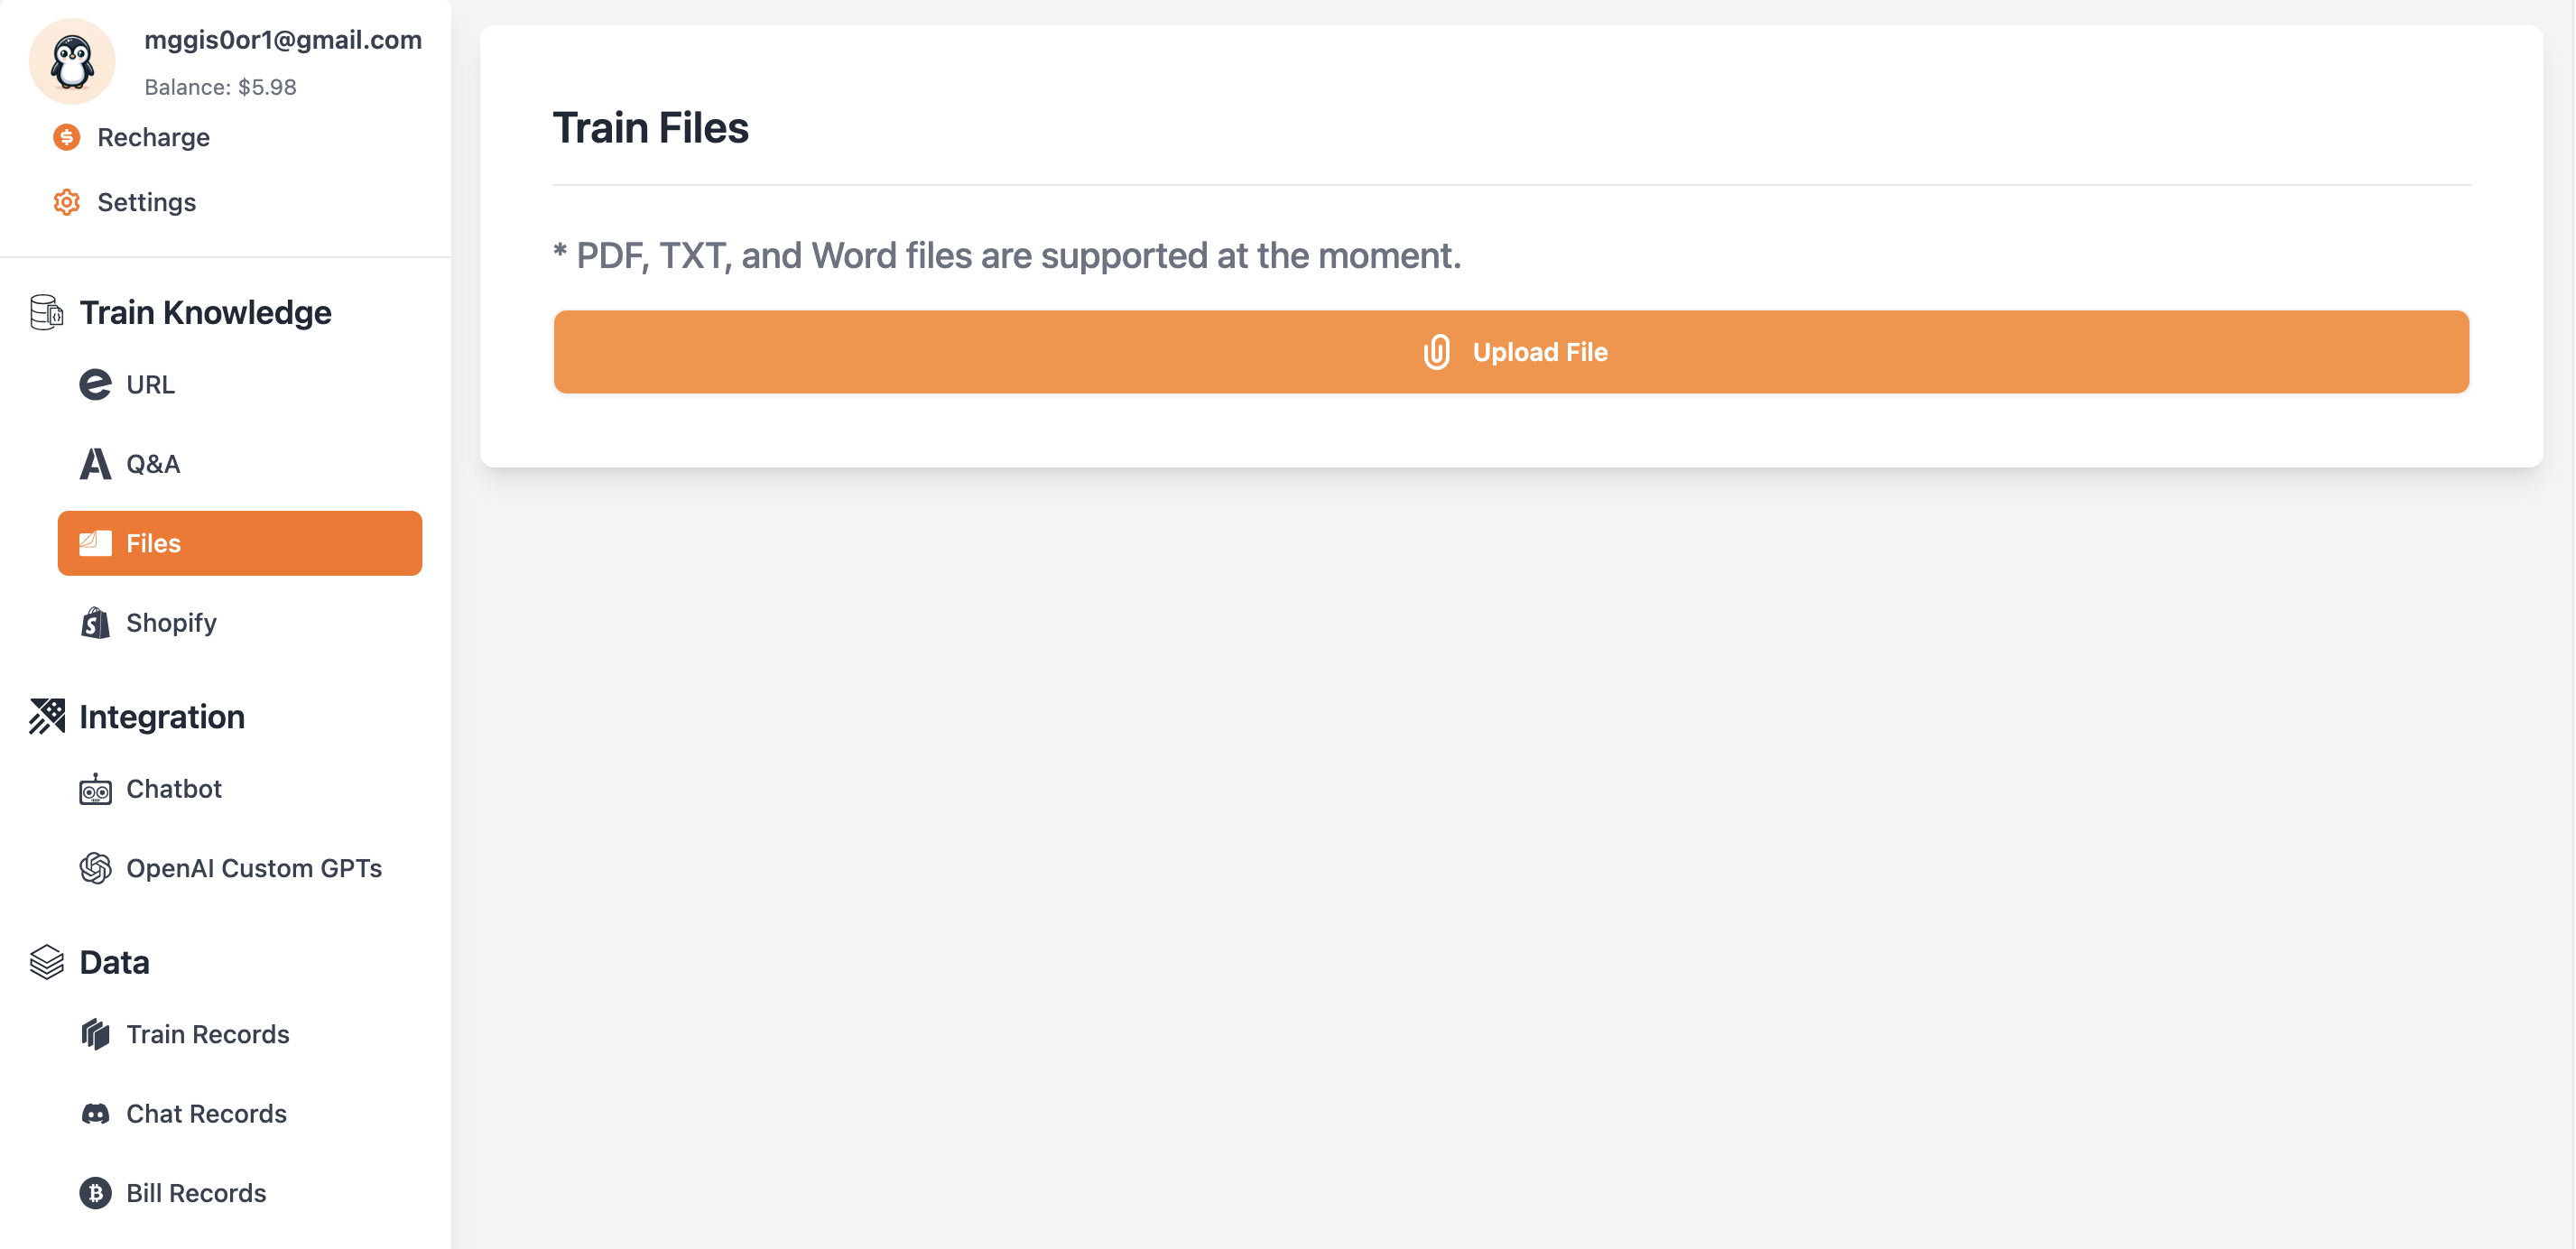 mggis0or1@gmail.com
Balance: $5.98
Recharge
Settings
Train Knowledge
URL
Q&A
Files
Shopify
Integration
Chatbot
OpenAI Custom GPTs
Data
Train Records
Chat Records
Bill Records
Train Files
* PDF, TXT, and Word files are supported at the moment.
Upload File